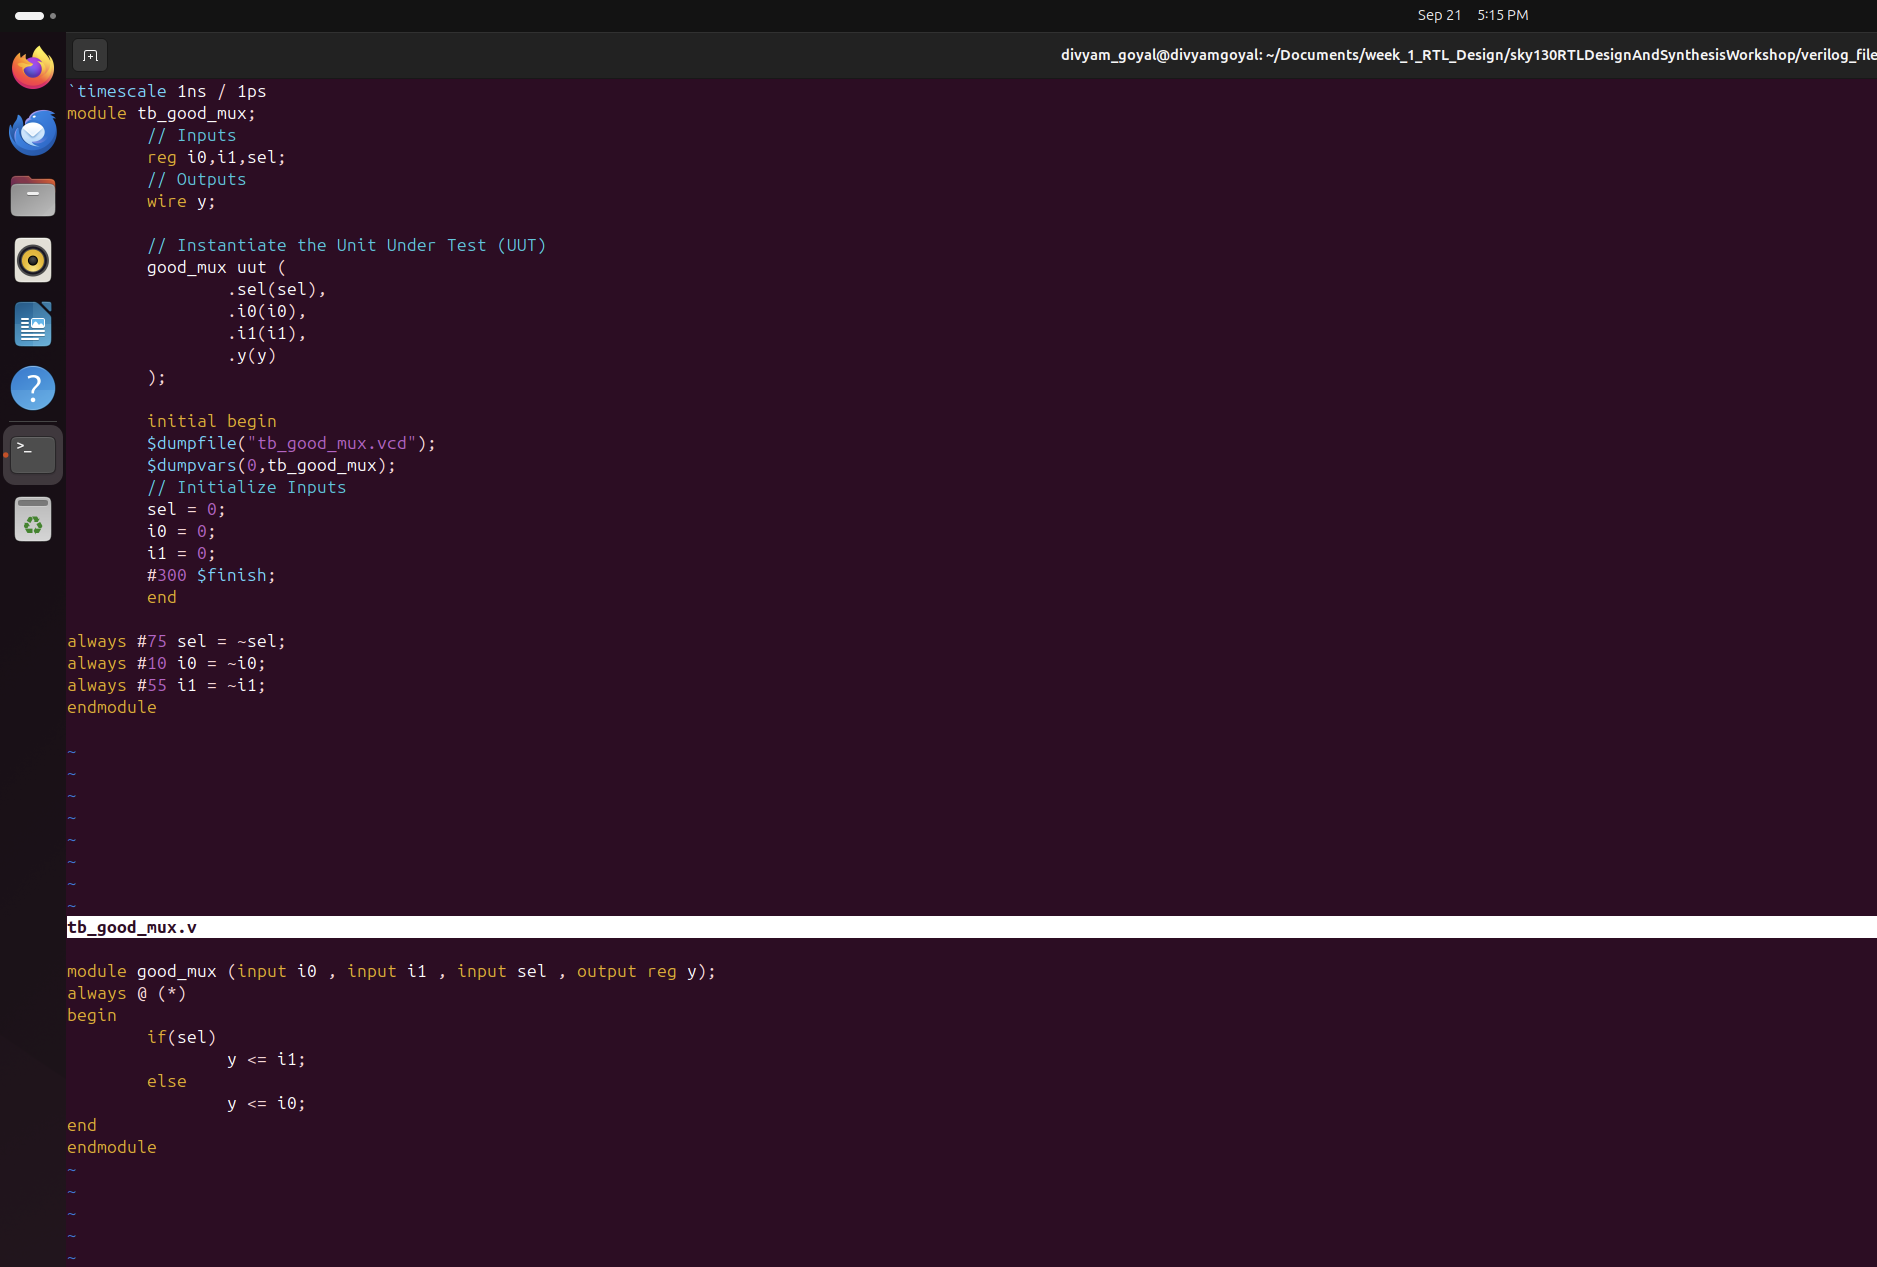 Sep 21 5:15 PM
divyam_goyal@divyamgoyal: ~/Documents/week_1_RTL_Design/sky130RTLDesignAndSynthesisWorkshop/verilog_file
`timescale 1ns / 1ps
module tb_good_mux;
// Inputs
reg i0,i1,sel;
// Outputs
wire y;
// Instantiate the Unit Under Test (UUT)
good_mux uut (
.sel(sel),
.i0(i0),
.i1(i1),
.y(y)
);
initial begin
$dumpfile("tb_good_mux.vcd");
$dumpvars(0,tb_good_mux);
// Initialize Inputs
sel = 0;
i0 = 0;
i1 = 0;
#300 $finish;
end
always #75 sel = ~sel;
always #10 i0 = ~i0;
always #55 i1 = ~i1;
endmodule
~
~
~
~
~
~
~
~
tb_good_mux.v
module good_mux (input i0 , input i1 , input sel , output reg y);
always @ (*)
begin
if(sel)
y <= i1;
else
y <= i0;
end
endmodule
~
~
~
~
~